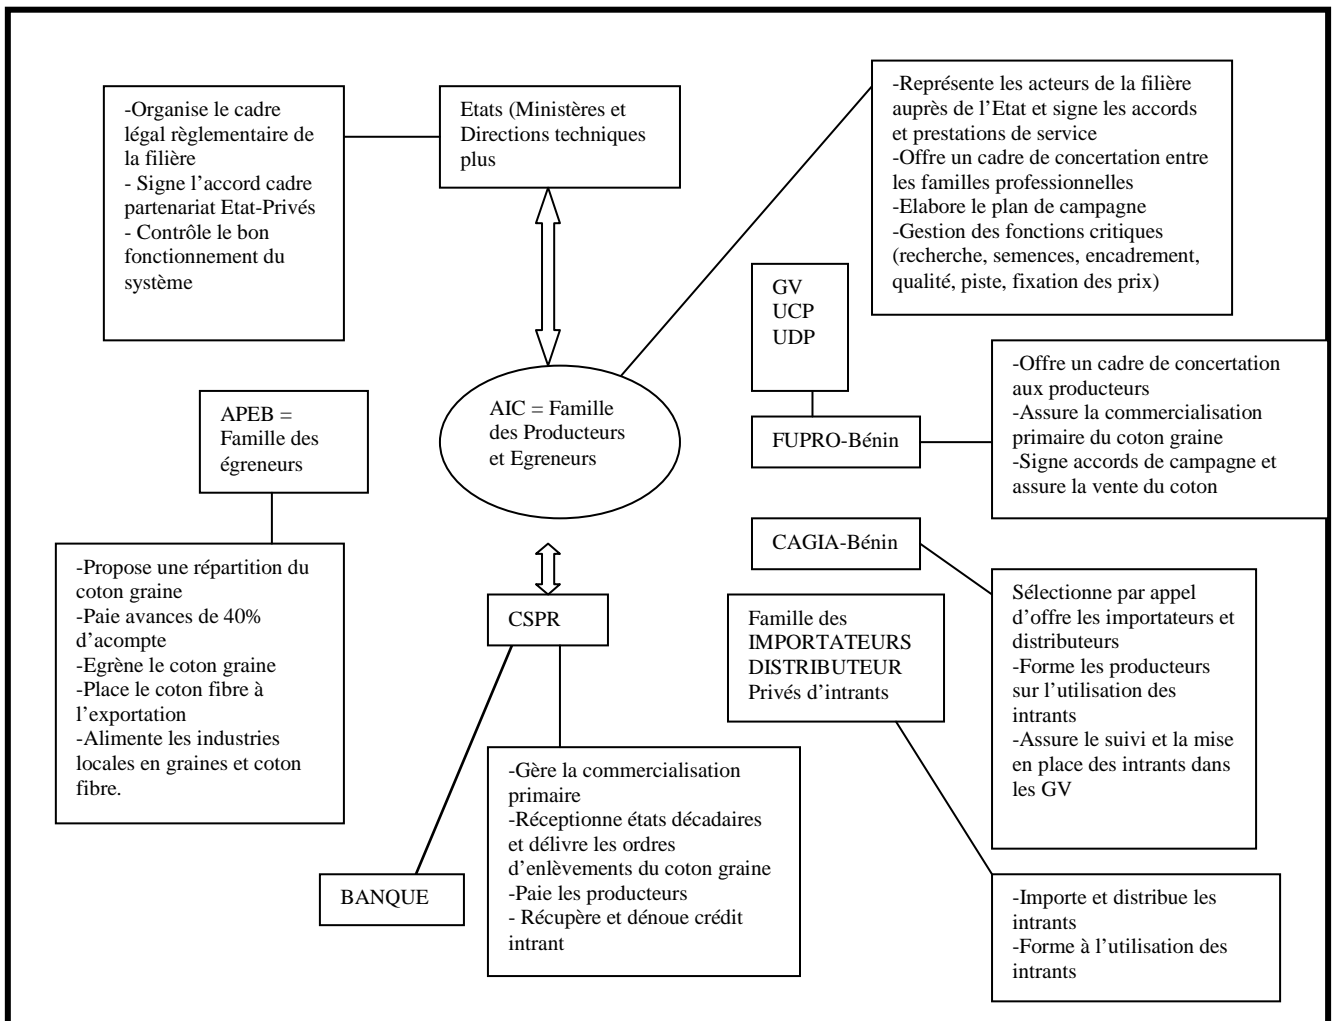 -Organise le cadre
légal règlementaire de
la filière
- Signe l’accord cadre
partenariat Etat-Privés
- Contrôle le bon
fonctionnement du
système
Etats (Ministères et
Directions techniques
plus
-Représente les acteurs de la filière
auprès de l’Etat et signe les accords
et prestations de service
-Offre un cadre de concertation entre
les familles professionnelles
-Elabore le plan de campagne
-Gestion des fonctions critiques
(recherche, semences, encadrement,
qualité, piste, fixation des prix)
GV
UCP
UDP
APEB =
Famille des
égreneurs
AIC = Famille
des Producteurs
et Egreneurs
FUPRO-Bénin
-Offre un cadre de concertation
aux producteurs
-Assure la commercialisation
primaire du coton graine
-Signe accords de campagne et
assure la vente du coton
CAGIA-Bénin
-Propose une répartition du
coton graine
-Paie avances de 40%
d’acompte
-Egrène le coton graine
-Place le coton fibre à
l’exportation
-Alimente les industries
locales en graines et coton
fibre.
CSPR
Famille des
IMPORTATEURS
DISTRIBUTEUR
Privés d’intrants
Sélectionne par appel
d’offre les importateurs et
distributeurs
-Forme les producteurs
sur l’utilisation des
intrants
-Assure le suivi et la mise
en place des intrants dans
les GV
-Gère la commercialisation
primaire
-Réceptionne états décadaires
et délivre les ordres
d’enlèvements du coton graine
-Paie les producteurs
- Récupère et dénoue crédit
intrant
BANQUE
-Importe et distribue les
intrants
-Forme à l’utilisation des
intrants